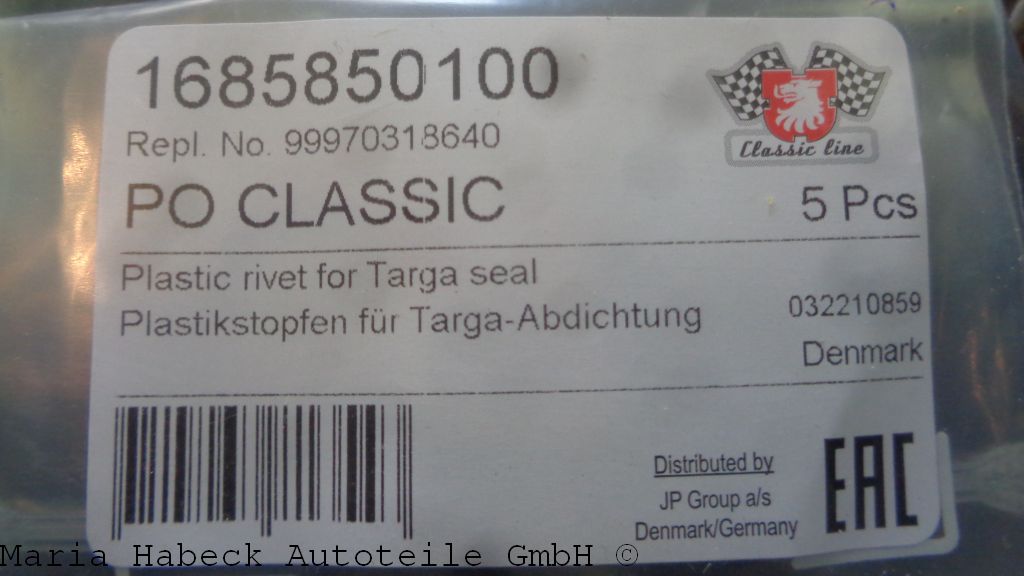 1685850100
Repl. No. 99970318640
Classic line
PO CLASSIC
5 Pcs
Plastic rivet for Targa seal
Plastikstopfen für Targa-Abdichtung
032210859
Denmark
Distributed by
JP Group a/s
Denmark/Germany
EAC
Maria Habeck Autoteile GmbH ©